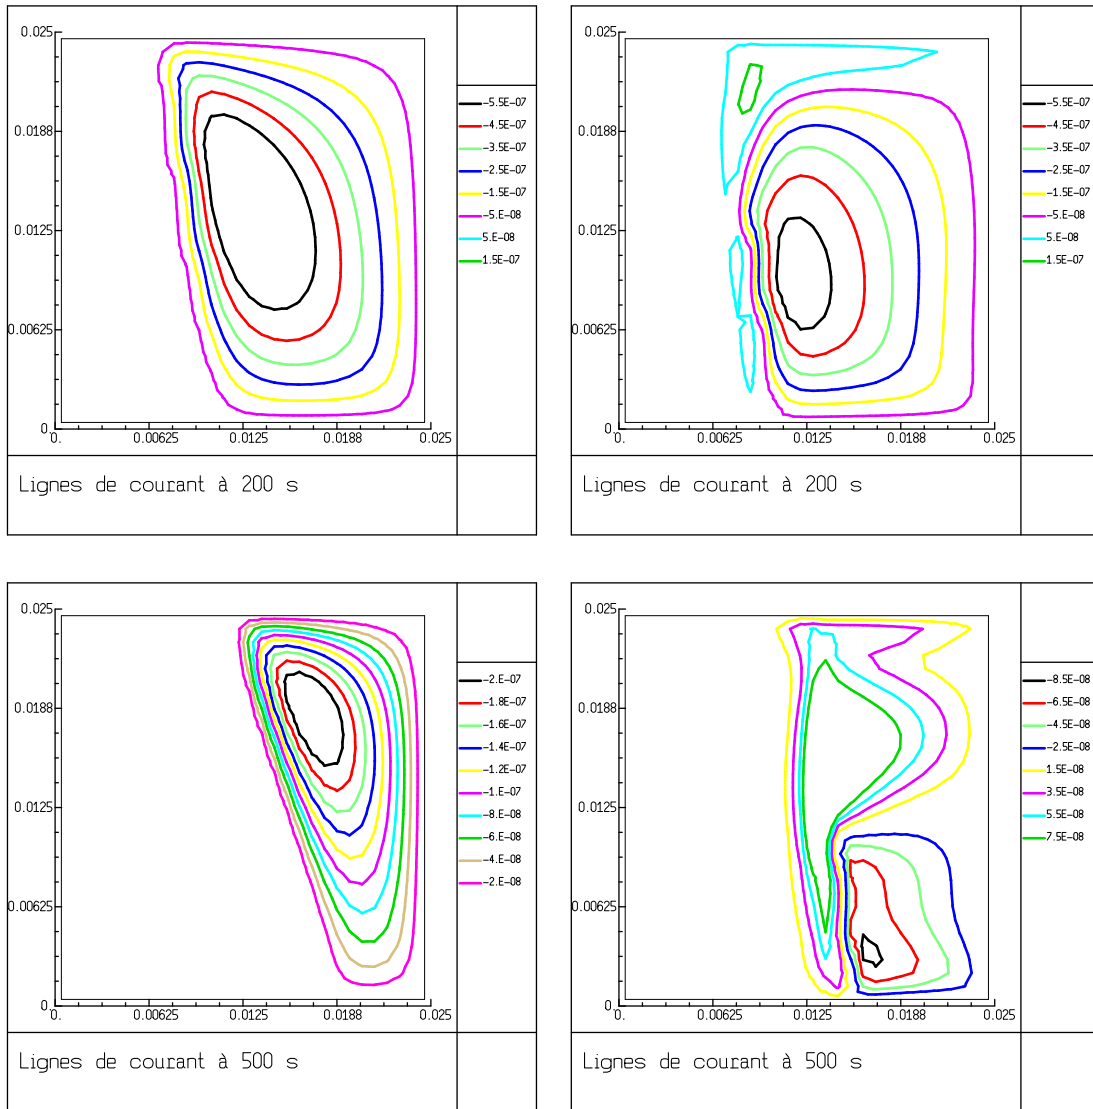 0.025
0.0188
0.0125
0.00625
0.
0.
0.00625
0.0125
0.0188
0.025
-5.5E-07
-4.5E-07
-3.5E-07
-2.5E-07
-1.5E-07
-5.E-08
5.E-08
1.5E-07
Lignes de courant à 200 s
0.025
0.0188
0.0125
0.00625
0.
0.
0.00625
0.0125
0.0188
0.025
-5.5E-07
-4.5E-07
-3.5E-07
-2.5E-07
-1.5E-07
-5.E-08
5.E-08
1.5E-07
Lignes de courant à 200 s
0.025
0.0188
0.0125
0.00625
0.
0.
0.00625
0.0125
0.0188
0.025
-2.E-07
-1.8E-07
-1.6E-07
-1.4E-07
-1.2E-07
-1.E-07
-8.E-08
-6.E-08
-4.E-08
-2.E-08
Lignes de courant à 500 s
0.025
0.0188
0.0125
0.00625
0.
0.
0.00625
0.0125
0.0188
0.025
-8.5E-08
-6.5E-08
-4.5E-08
-2.5E-08
1.5E-08
3.5E-08
5.5E-08
7.5E-08
Lignes de courant à 500 s